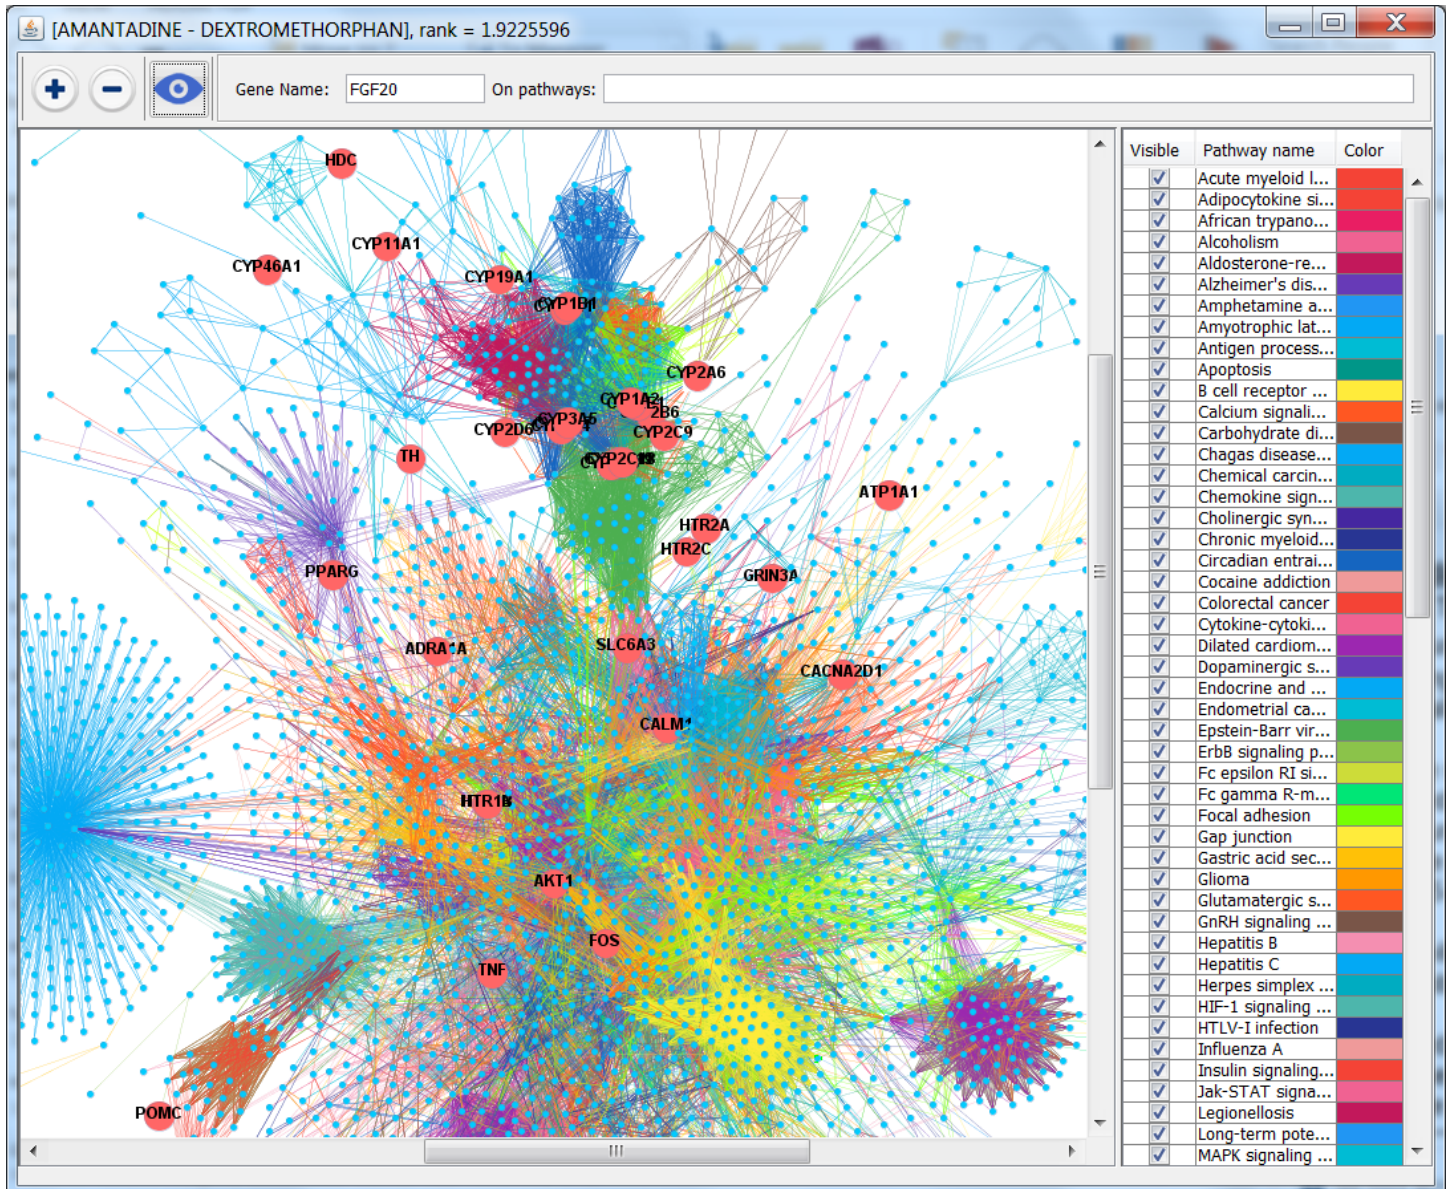 [AMANTADINE - DEXTROMETHORPHAN], rank = 1.9225596
Gene Name: FGF20 On pathways:
HDC
CYP11A1
CYP46A1
CYP19A1
CYP1B1
CYP2A6
CYP1A2
2B6
CYP3A5
CYP2D6
CYP2C9
TH
ATP1A1
HTR2A
HTR2C
PPARG
GRIN3A
ADRA1A
SLC6A3
CACNA2D1
CALM1
AKT1
FOS
TNF
POMC
Visible Pathway name Color
Acute myeloid l...
Adipocytokine si...
African trypano...
Alcoholism
Aldosterone-re...
Alzheimer's dis...
Amphetamine a...
Amyotrophic lat...
Antigen process...
Apoptosis
B cell receptor ...
Calcium signali...
Carbohydrate di...
Chagas disease...
Chemical carcin...
Chemokine sign...
Cholinergic syn...
Chronic myeloid...
Circadian entrai...
Cocaine addiction
Colorectal cancer
Cytokine-cytoki...
Dilated cardiom...
Dopaminergic s...
Endocrine and ...
Endometrial ca...
Epstein-Barr vir...
ErbB signaling p...
Fc epsilon RI si...
Fc gamma R-m...
Focal adhesion
Gap junction
Gastric acid sec...
Glioma
Glutamatergic s...
GnRH signaling ...
Hepatitis B
Hepatitis C
Herpes simplex ...
HIF-1 signaling ...
HTLV-I infection
Influenza A
Insulin signaling...
Jak-STAT signa...
Legionellosis
Long-term pote...
MAPK signaling ...